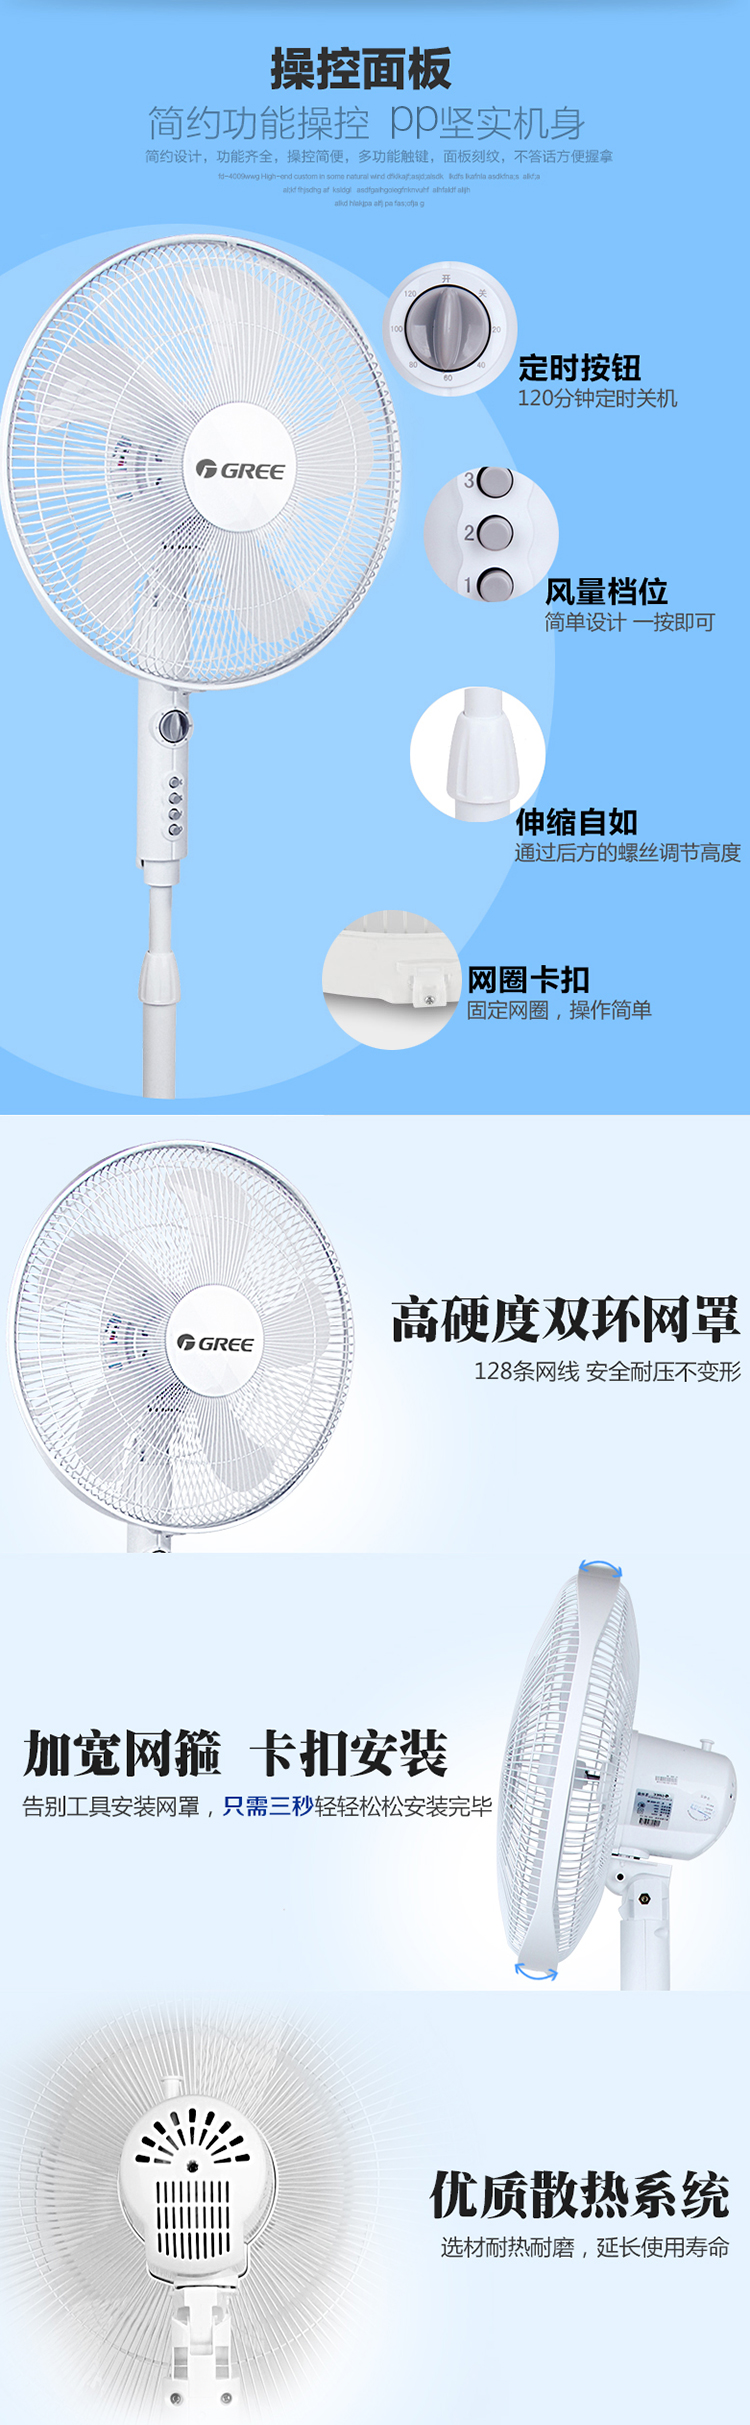 操控面板
简约功能操控 pp坚实机身
简约设计，功能齐全，操控简便，多功能触键，面板刻纹，不答话方便握拿
开
120
关
100
20
80
40
60
定时按钮
120分钟定时关机
GREE
3
2
1
风量档位
简单设计 一按即可
伸缩自如
通过后方的螺丝调节高度
网圈卡扣
固定网圈，操作简单
GREE
高硬度双环网罩
128条网线 安全耐压不变形
加宽网箍 卡扣安装
告别工具安装网罩，只需三秒轻轻松松安装完毕
优质散热系统
选材耐热耐磨，延长使用寿命